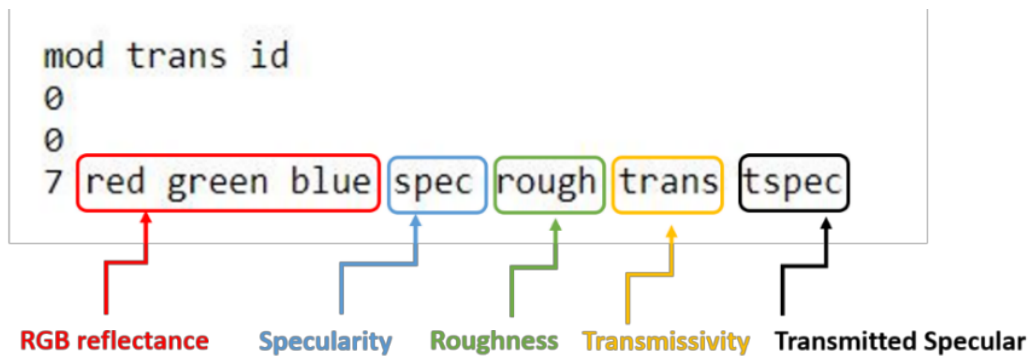 mod trans id
0
0
7 red green blue spec rough trans tspec
RGB reflectance Specularity Roughness Transmissivity Transmitted Specular